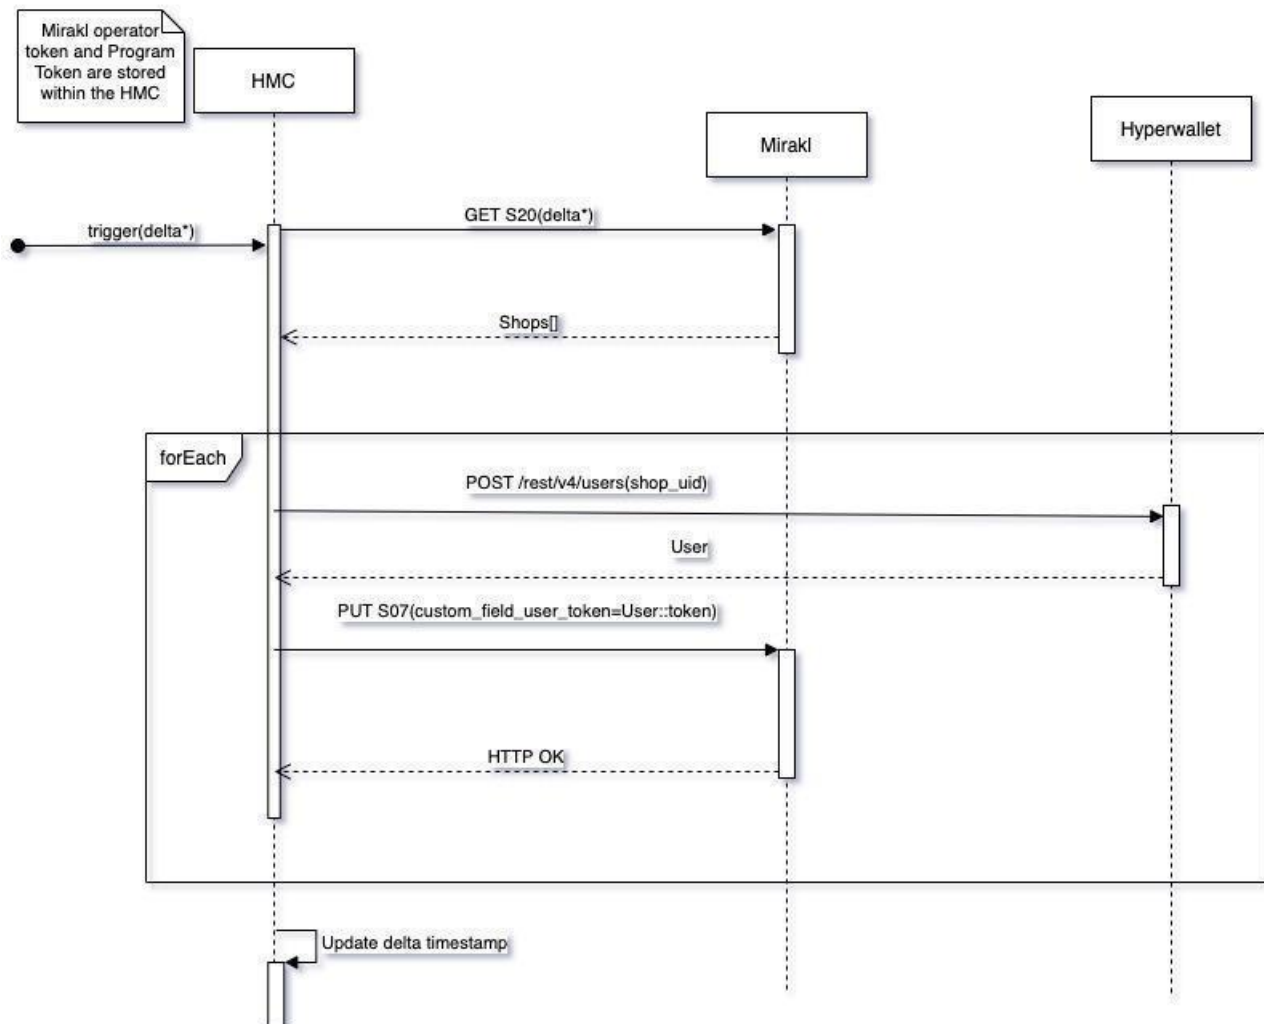 Mirakl operator
token and Program
Token are stored
within the HMC
HMC
Mirakl
Hyperwallet
GET S20(delta*)
trigger(delta*)
Shops[]
forEach
POST /rest/v4/users(shop_uid)
User
PUT S07(custom_field_user_token=User::token)
HTTP OK
Update delta timestamp